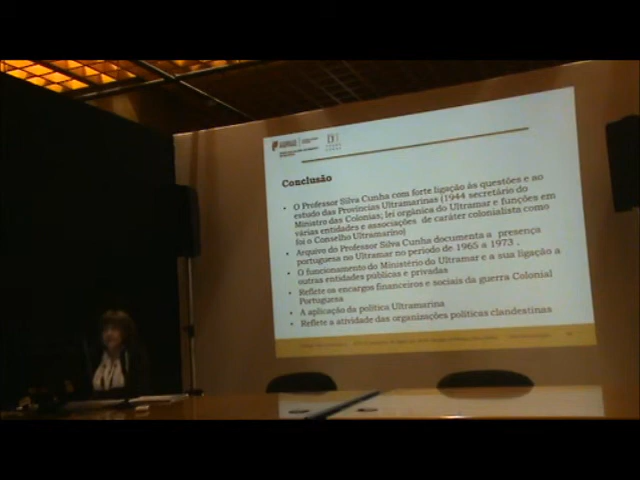 Conclusão
• O Professor Silva Cunha com forte ligação às questões e ao
estudo das Províncias Ultramarinas (1944 secretário do
Ministro das Colonias; lei orgânica do Ultramar e funções em
várias entidades e associações de caráter colonialista como
foi o Conselho Ultramarino)
• Arquivo do Professor Silva Cunha documenta a presença
portuguesa no Ultramar no período de 1965 a 1973 .
• O funcionamento do Ministério do Ultramar e a sua ligação a
outras entidades públicas e privadas
• Reflete os encargos financeiros e sociais da guerra Colonial
Portuguesa
• A aplicação da política Ultramarina
• Reflete a atividade das organizações políticas clandestinas